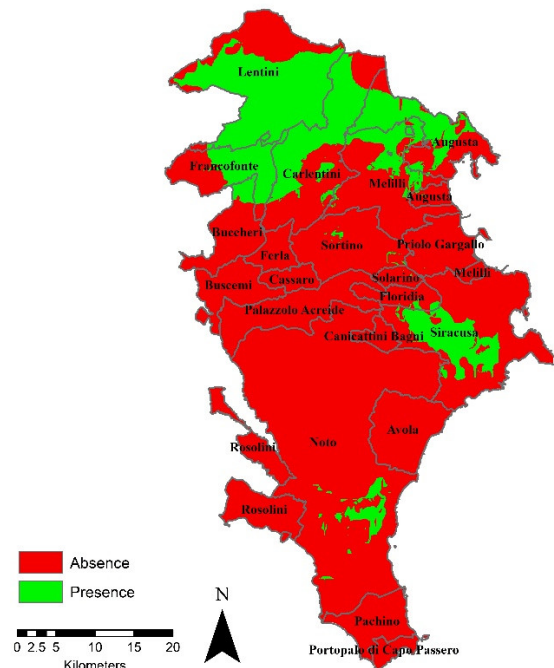 Lentini
Augusta
Francofonte
Carlentini
Melilli
Augusta
Buccheri
Sortino
Priolo Gargallo
Feria
Melilli
Buscemi
Cassaro
Solarino
Floridia
Palazzolo Acreide
Siracusa
Canicattini Bagni
Avola
Noto
Rosolini
Rosolini
Absence
Presence
N
0 2.5 5 10 15 20
Kilometers
Pachino
Portopalo di Capo Passero